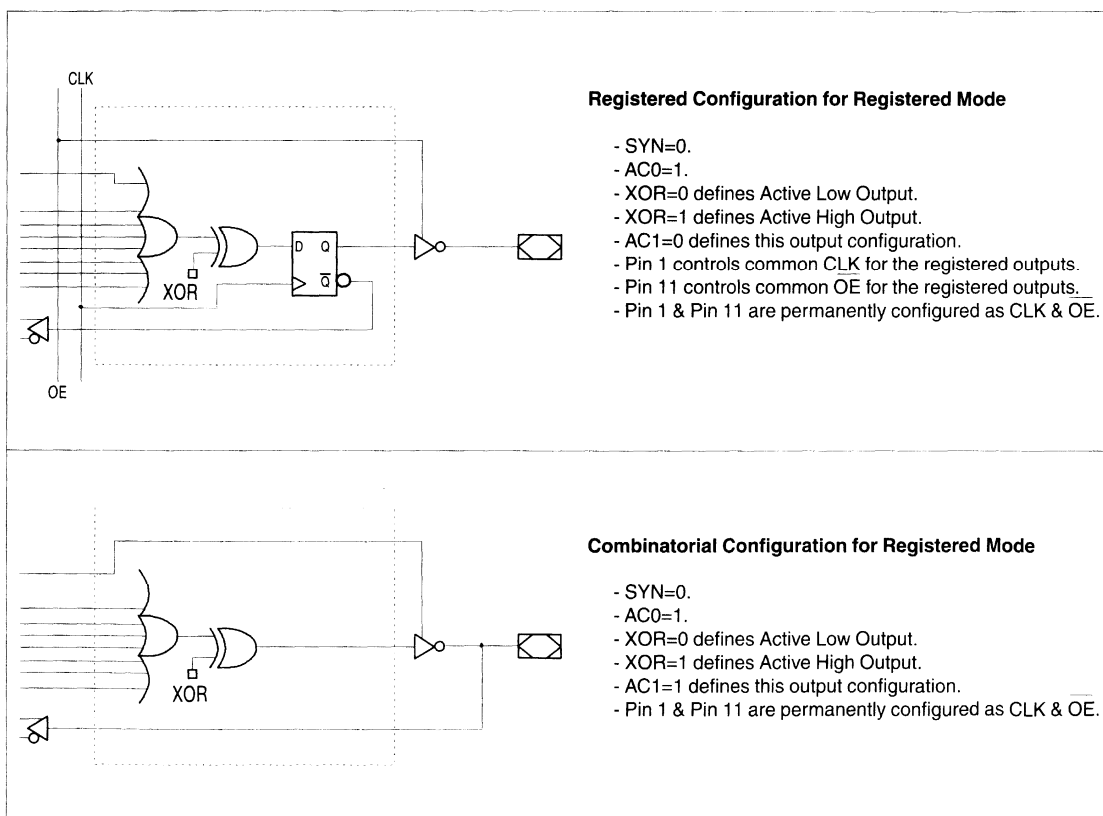 CLK
Registered Configuration for Registered Mode
- SYN=0.
- AC0=1.
- XOR=0 defines Active Low Output.
- XOR=1 defines Active High Output.
- AC1=0 defines this output configuration.
- Pin 1 controls common CLK for the registered outputs.
- Pin 11 controls common O̅E̅ for the registered outputs.
- Pin 1 & Pin 11 are permanently configured as CLK & O̅E̅.
D Q
Q̅
XOR
OE
Combinatorial Configuration for Registered Mode
- SYN=0.
- AC0=1.
- XOR=0 defines Active Low Output.
- XOR=1 defines Active High Output.
- AC1=1 defines this output configuration.
- Pin 1 & Pin 11 are permanently configured as CLK & O̅E̅.
XOR